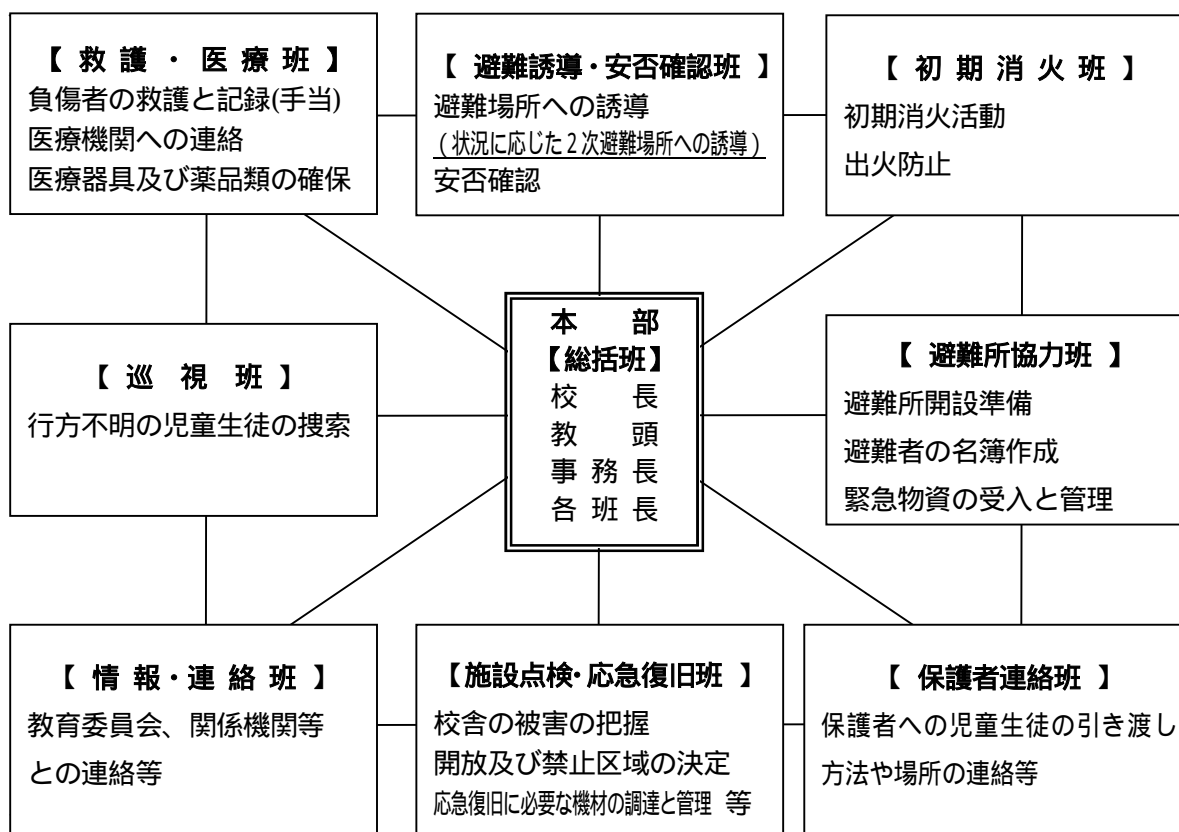 【 救 護 ・ 医 療 班 】
負傷者の救護と記録(手当)
医療機関への連絡
医療器具及び薬品類の確保
【 避難誘導・安否確認班 】
避難場所への誘導
（状況に応じた２次避難場所への誘導）
安否確認
【 初 期 消 火 班 】
初期消火活動
出火防止
【 巡 視 班 】
行方不明の児童生徒の捜索
本 部
【総括班】
校 長
教 頭
事 務 長
各 班 長
【 避難所協力班 】
避難所開設準備
避難者の名簿作成
緊急物資の受入と管理
【 情 報・連 絡 班 】
教育委員会、関係機関等
との連絡等
【施設点検・応急復旧班 】
校舎の被害の把握
開放及び禁止区域の決定
応急復旧に必要な機材の調達と管理 等
【 保護者連絡班 】
保護者への児童生徒の引き渡し
方法や場所の連絡等